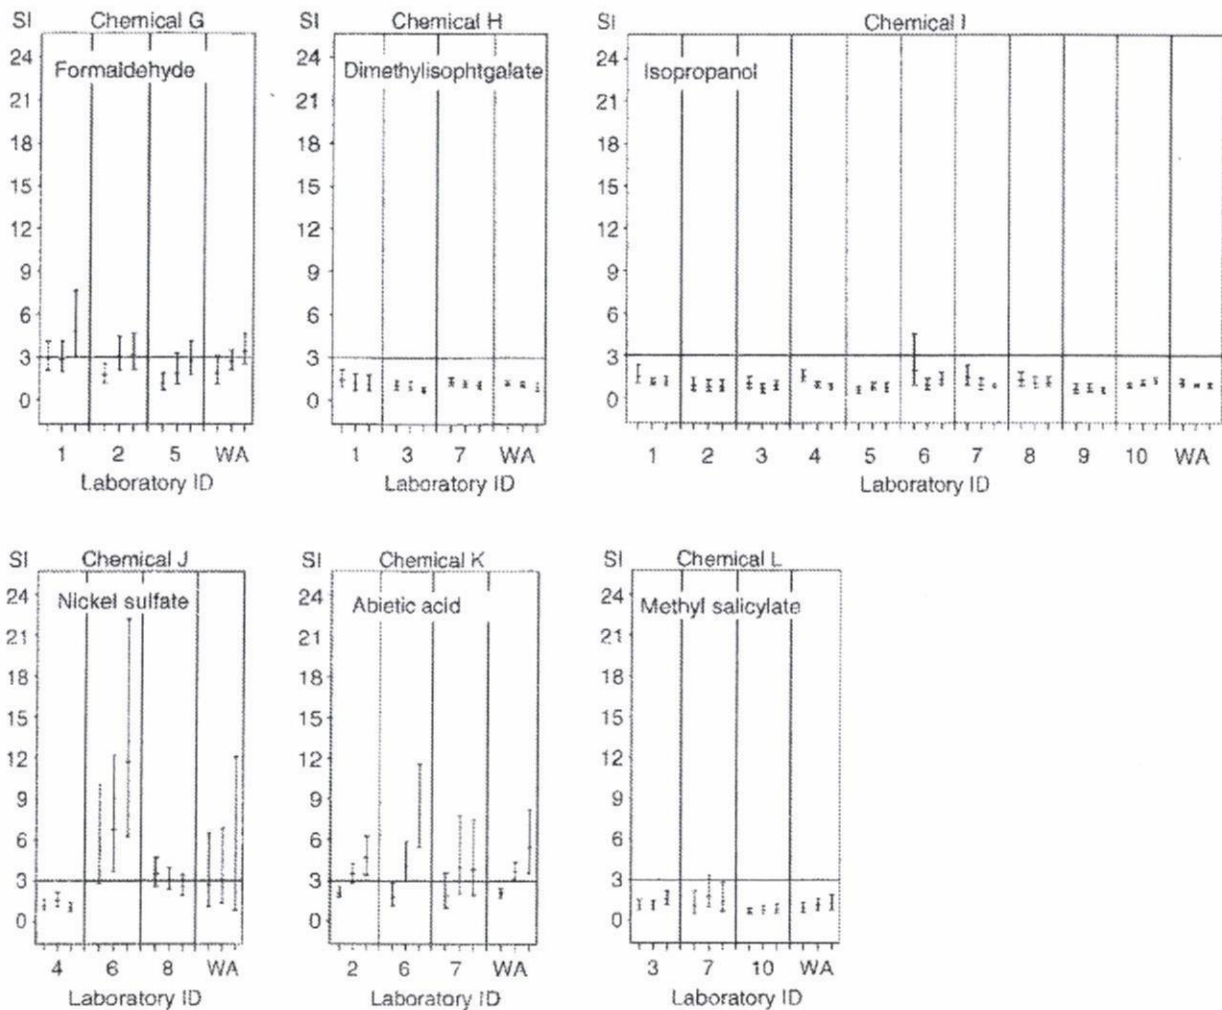 SI Chemical G
Formaldehyde
24
21
18
15
12
9
6
3
0
1 2 5 WA
Laboratory ID
SI Chemical H
Dimethylisophtgalate
24
21
18
15
12
9
6
3
0
1 3 7 WA
Laboratory ID
SI Chemical I
Isopropanol
24
21
18
15
12
9
6
3
0
1 2 3 4 5 6 7 8 9 10 WA
Laboratory ID
SI Chemical J
Nickel sulfate
24
21
18
15
12
9
6
3
0
4 6 8 WA
Laboratory ID
SI Chemical K
Abietic acid
24
21
18
15
12
9
6
3
0
2 6 7 WA
Laboratory ID
SI Chemical L
Methyl salicylate
24
21
18
15
12
9
6
3
0
3 7 10 WA
Laboratory ID